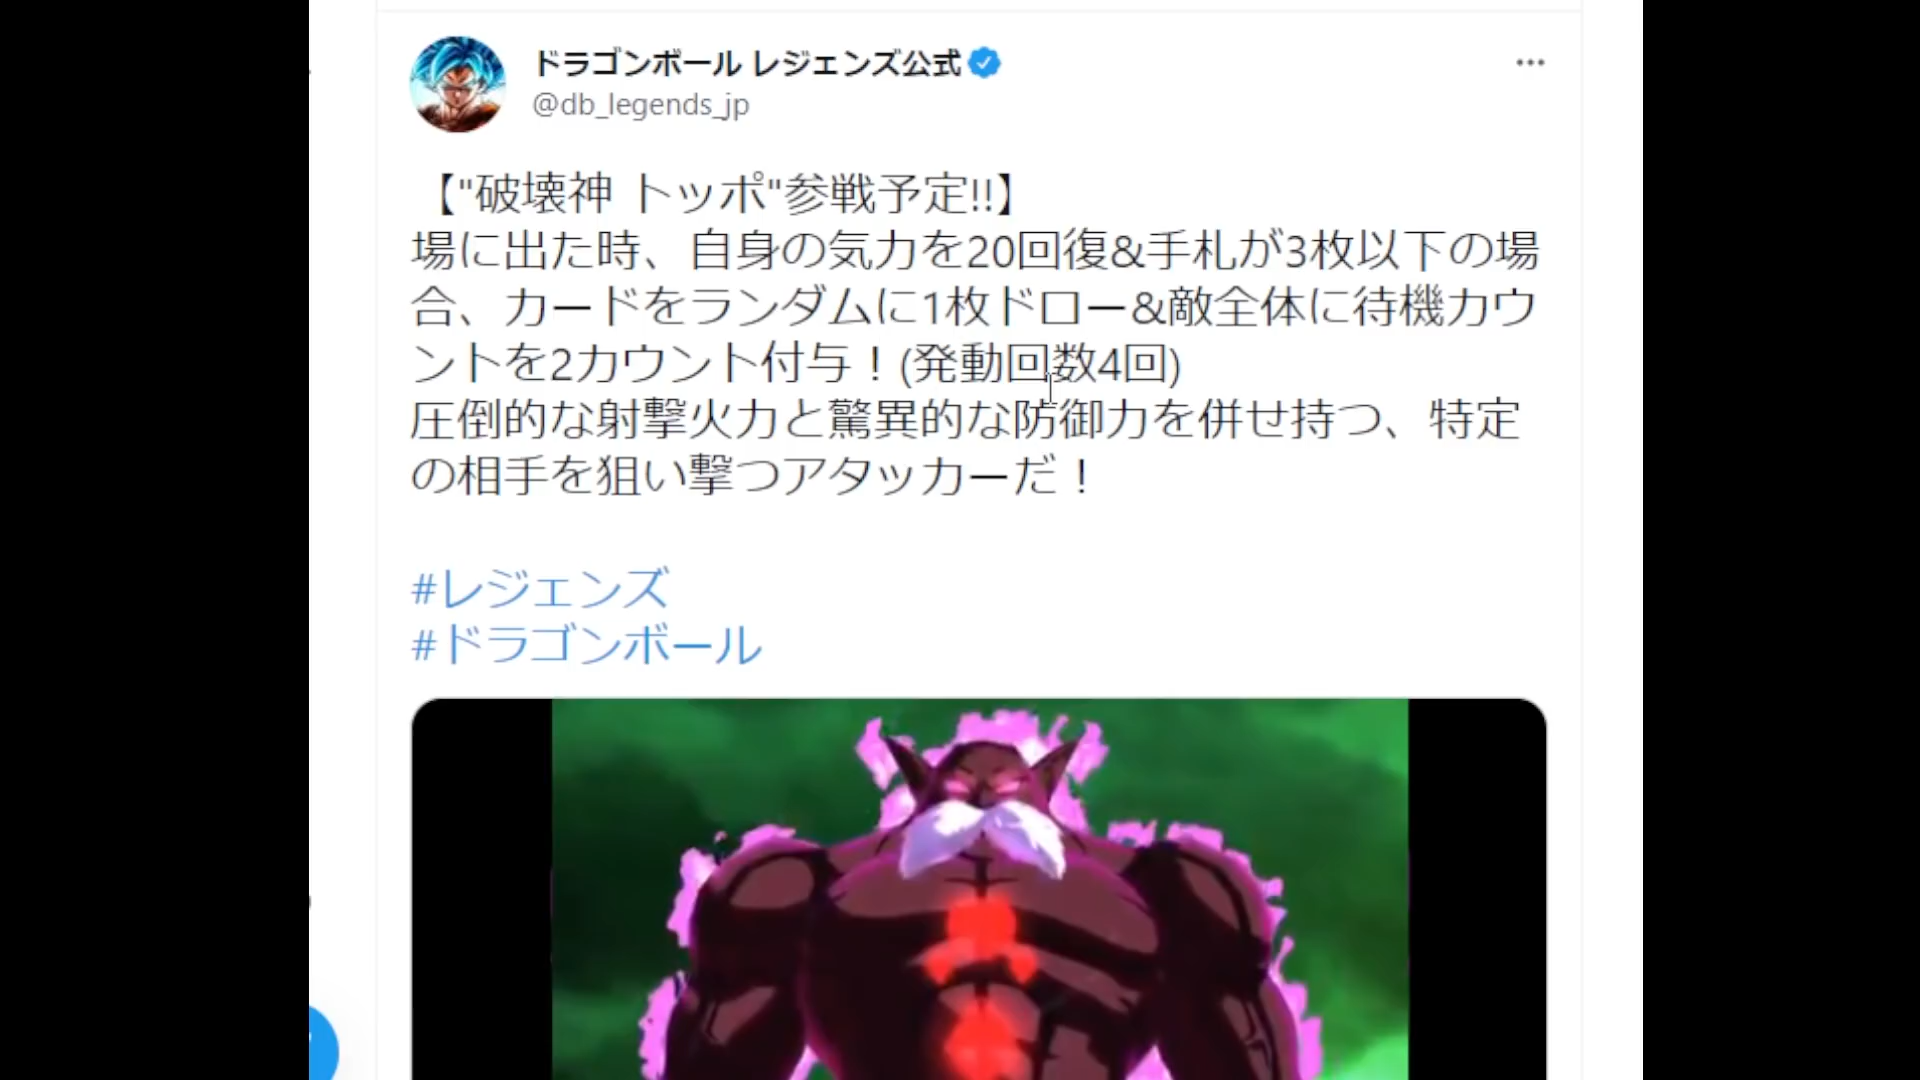 ドラゴンボール レジェンズ公式
@db_legends_jp
【"破壊神 トッポ"参戦予定!!】
場に出た時、自身の気力を20回復&手札が3枚以下の場
合、カードをランダムに1枚ドロー&敵全体に待機カウ
ントを2カウント付与！(発動回数4回)
圧倒的な射撃火力と驚異的な防御力を併せ持つ、特定
の相手を狙い撃つアタッカーだ！
#レジェンズ
#ドラゴンボール